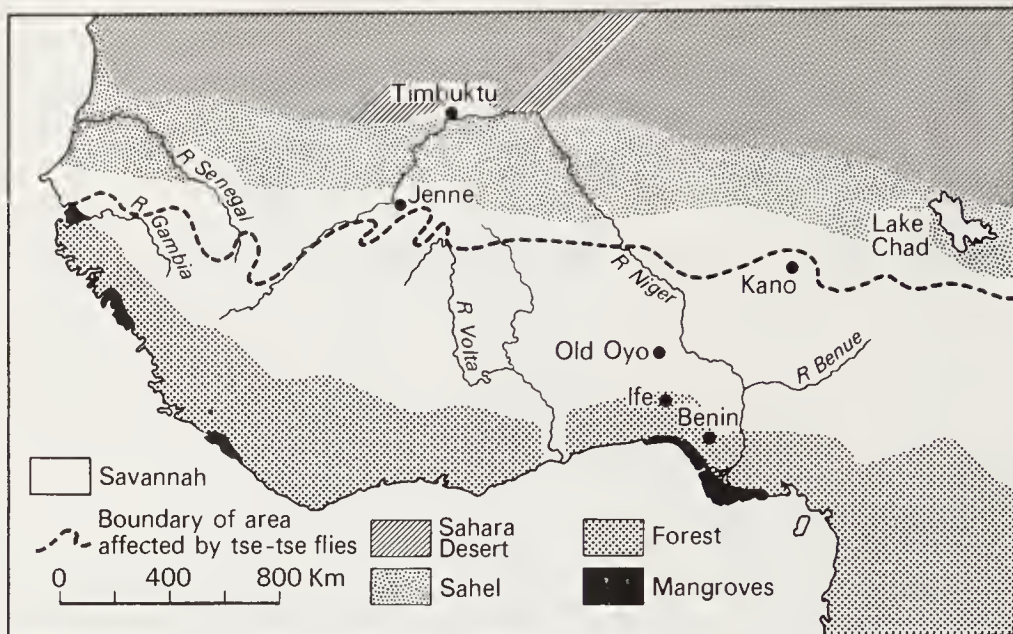 Timbuktu
R Senegal
Jenne
R Gambia
Lake
Chad
R Niger
Kano
R Volta
Old Oyo
R Benue
Ife
Benin
Savannah
Boundary of area
affected by tse-tse flies
0 400 800 Km
Sahara
Desert
Sahel
Forest
Mangroves